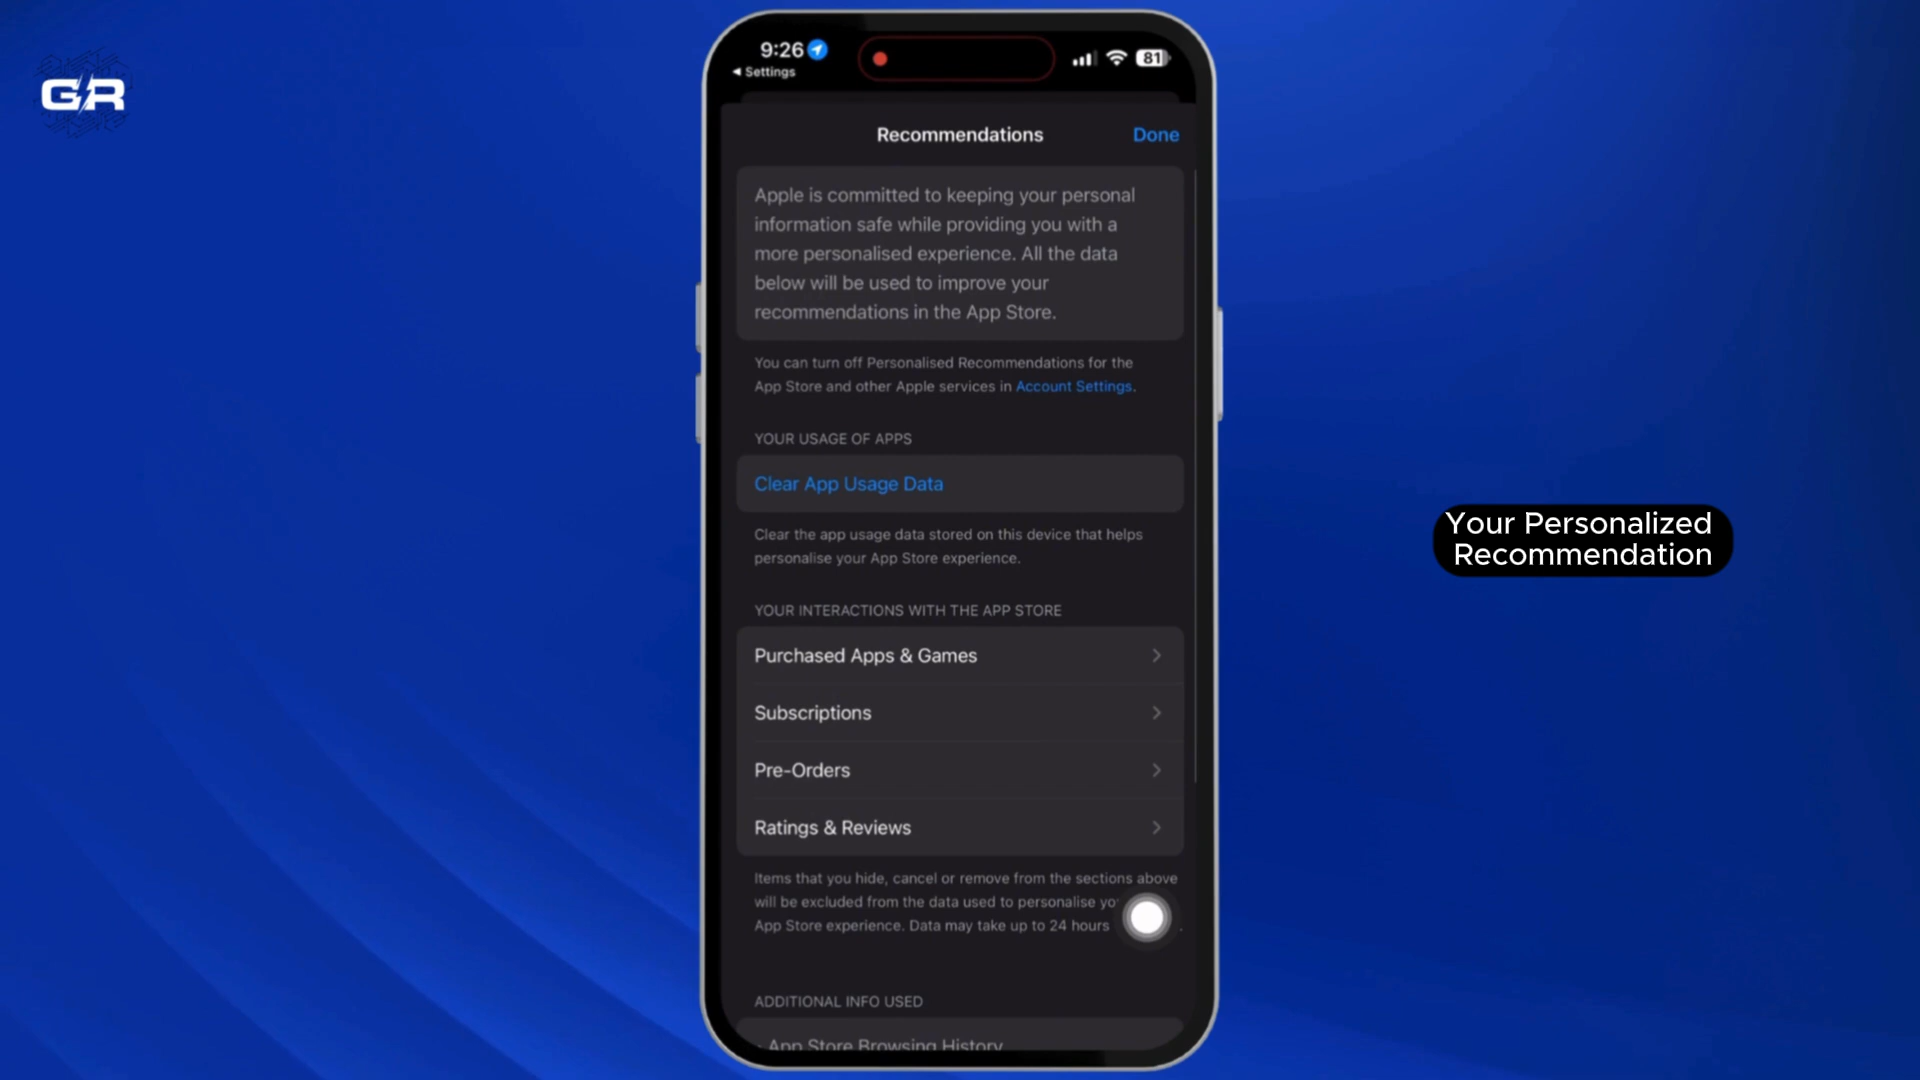 GR
9:26
81
Settings
Recommendations
Done
Apple is committed to keeping your personal
information safe while providing you with a
more personalised experience. All the data
below will be used to improve your
recommendations in the App Store.
You can turn off Personalised Recommendations for the
App Store and other Apple services in Account Settings.
YOUR USAGE OF APPS
Clear App Usage Data
Clear the app usage data stored on this device that helps
personalise your App Store experience.
Your Personalized
Recommendation
YOUR INTERACTIONS WITH THE APP STORE
Purchased Apps & Games
Subscriptions
Pre-Orders
Ratings & Reviews
Items that you hide, cancel or remove from the sections above
will be excluded from the data used to personalise yo
App Store experience. Data may take up to 24 hours
ADDITIONAL INFO USED
App Store Browsing History